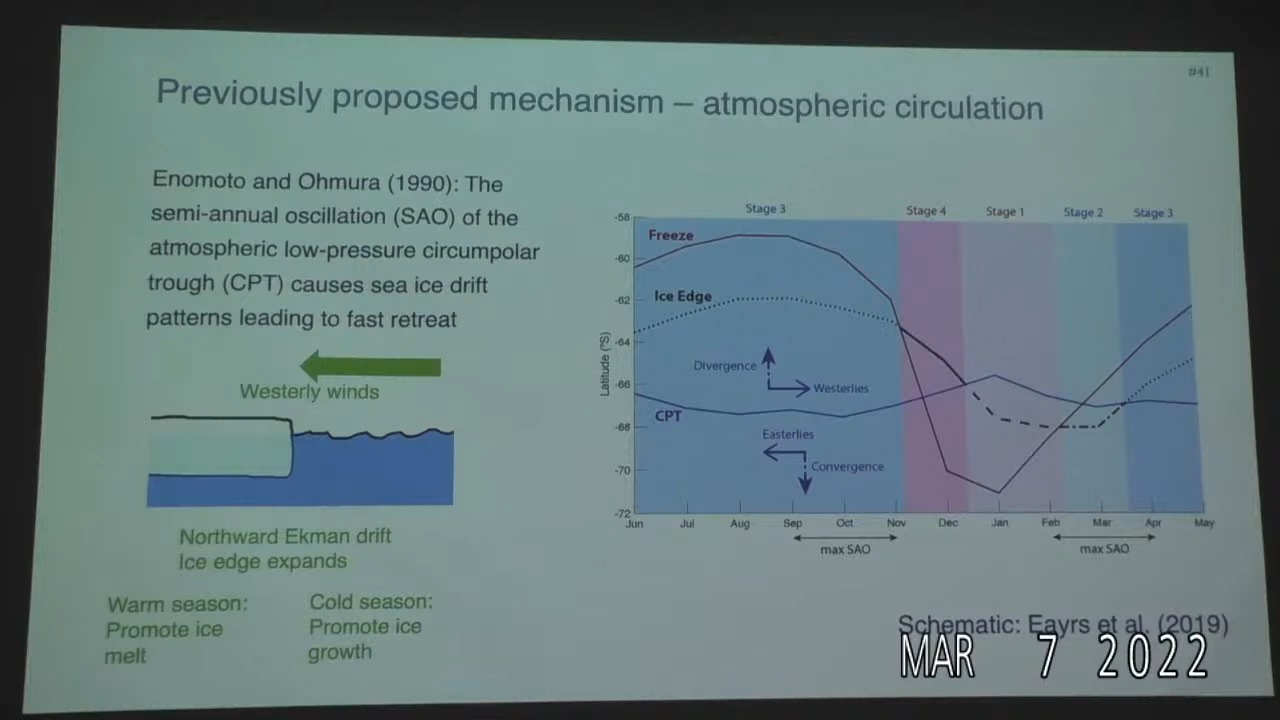 #41
Previously proposed mechanism – atmospheric circulation
Enomoto and Ohmura (1990): The
semi-annual oscillation (SAO) of the
atmospheric low-pressure circumpolar
trough (CPT) causes sea ice drift
patterns leading to fast retreat
Westerly winds
Northward Ekman drift
Ice edge expands
Warm season:
Promote ice
melt
Cold season:
Promote ice
growth
Stage 3
Stage 4
Stage 1
Stage 2
Stage 3
-58
-60
-62
-64
-66
-68
-70
-72
Latitude (°S)
Freeze
Ice Edge
Divergence
Westerlies
CPT
Easterlies
Convergence
Jun
Jul
Aug
Sep
Oct
Nov
Dec
Jan
Feb
Mar
Apr
May
max SAO
max SAO
Schematic: Eayrs et al. (2019)
MAR 7 2022